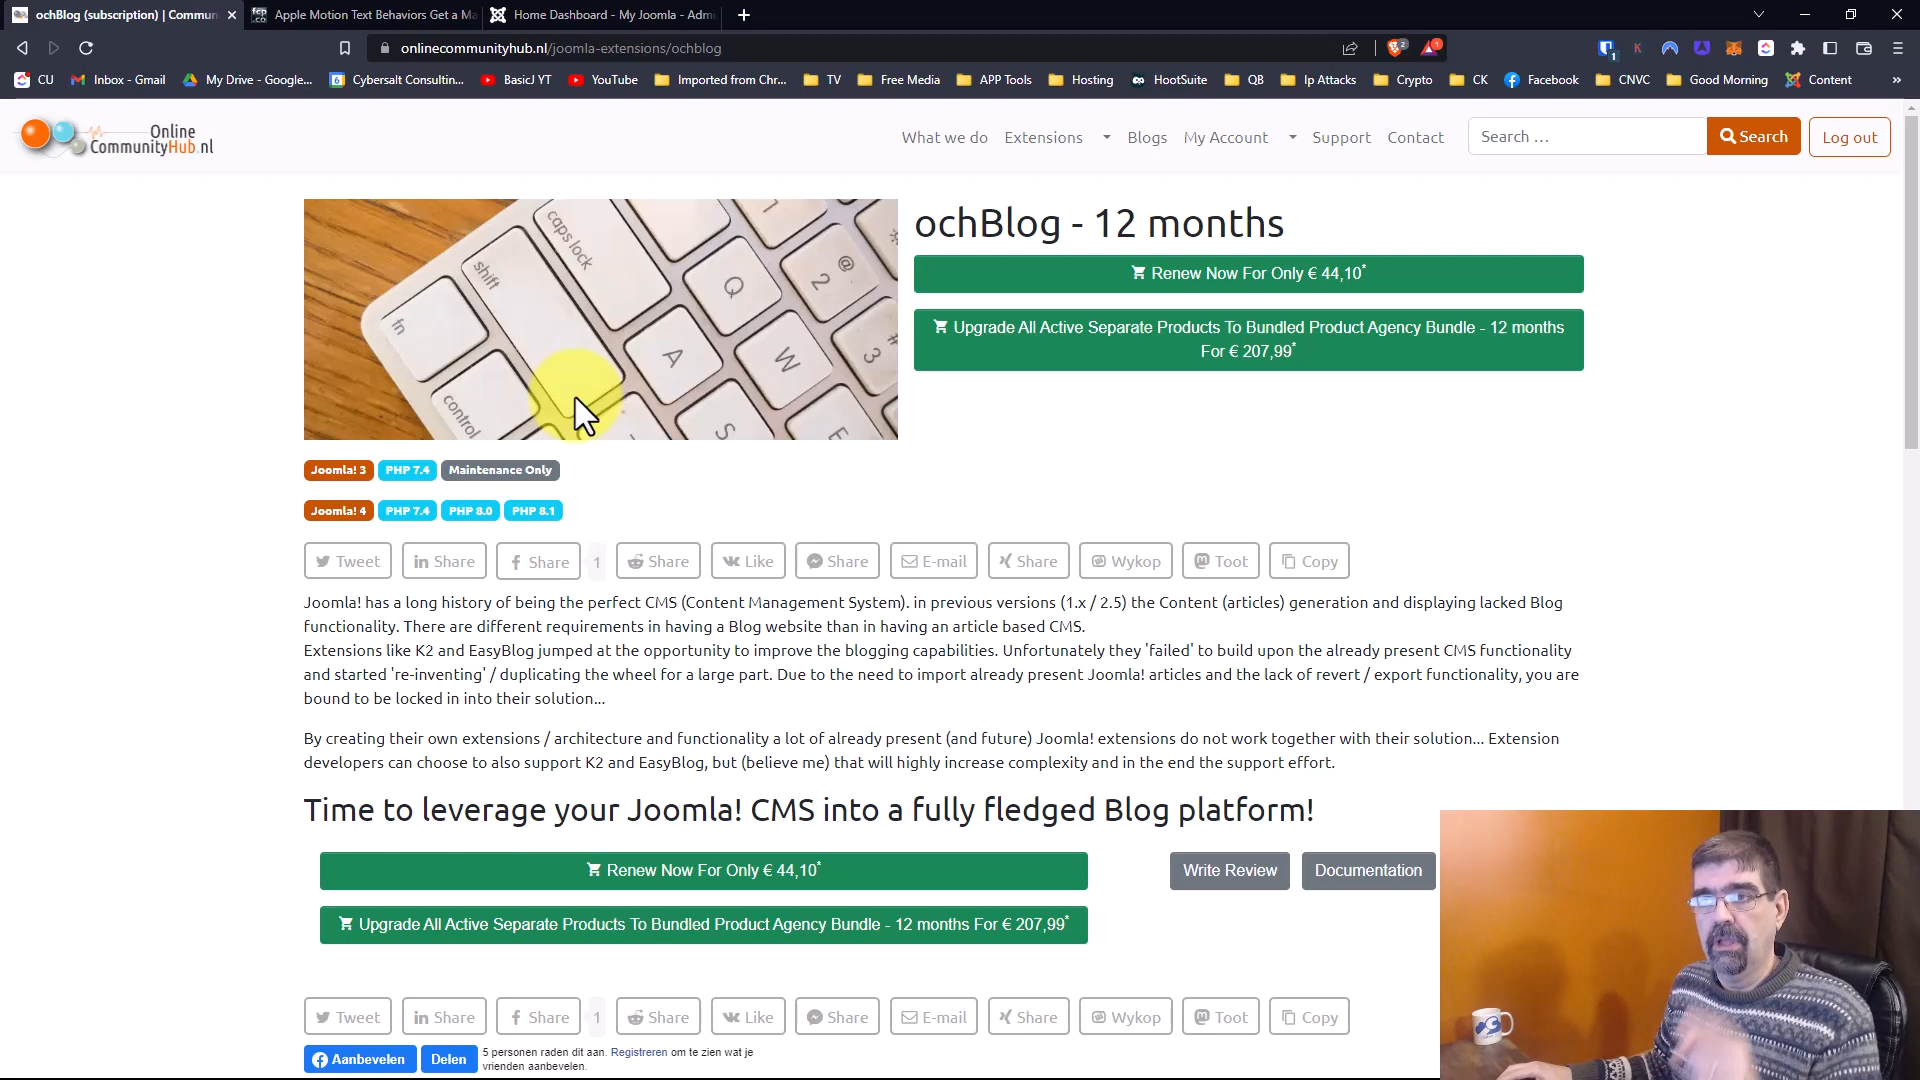 ochBlog (subscription) | Commun
Apple Motion Text Behaviors Get a Ma
Home Dashboard - My Joomla - Admi
onlinecommunityhub.nl/joomla-extensions/ochblog
CU
Inbox - Gmail
My Drive - Google...
Cybersalt Consultin...
BasicJ YT
YouTube
Imported from Chr...
TV
Free Media
APP Tools
Hosting
HootSuite
QB
Ip Attacks
Crypto
CK
Facebook
CNVC
Good Morning
Content
Online
CommunityHub.nl
What we do
Extensions
Blogs
My Account
Support
Contact
Search ...
Search
Log out
caps lock
shift
fn
control
Q
A
W
S
E
1
2
@
3
#
ochBlog - 12 months
Renew Now For Only € 44,10*
Upgrade All Active Separate Products To Bundled Product Agency Bundle - 12 months
For € 207,99*
Joomla! 3 PHP 7.4 Maintenance Only
Joomla! 4 PHP 7.4 PHP 8.0 PHP 8.1
Tweet Share Share 1 Share Like Share E-mail Share Wykop Toot Copy
Joomla! has a long history of being the perfect CMS (Content Management System). in previous versions (1.x / 2.5) the Content (articles) generation and displaying lacked Blog
functionality. There are different requirements in having a Blog website than in having an article based CMS.
Extensions like K2 and EasyBlog jumped at the opportunity to improve the blogging capabilities. Unfortunately they 'failed' to build upon the already present CMS functionality
and started 're-inventing' / duplicating the wheel for a large part. Due to the need to import already present Joomla! articles and the lack of revert / export functionality, you are
bound to be locked in into their solution...
By creating their own extensions / architecture and functionality a lot of already present (and future) Joomla! extensions do not work together with their solution... Extension
developers can choose to also support K2 and EasyBlog, but (believe me) that will highly increase complexity and in the end the support effort.
Time to leverage your Joomla! CMS into a fully fledged Blog platform!
Renew Now For Only € 44,10*
Write Review
Documentation
Upgrade All Active Separate Products To Bundled Product Agency Bundle - 12 months For € 207,99*
Tweet Share Share 1 Share Like Share E-mail Share Wykop Toot Copy
Aanbevelen Delen 5 personen raden dit aan. Registreren om te zien wat je
vrienden aanbevelen.